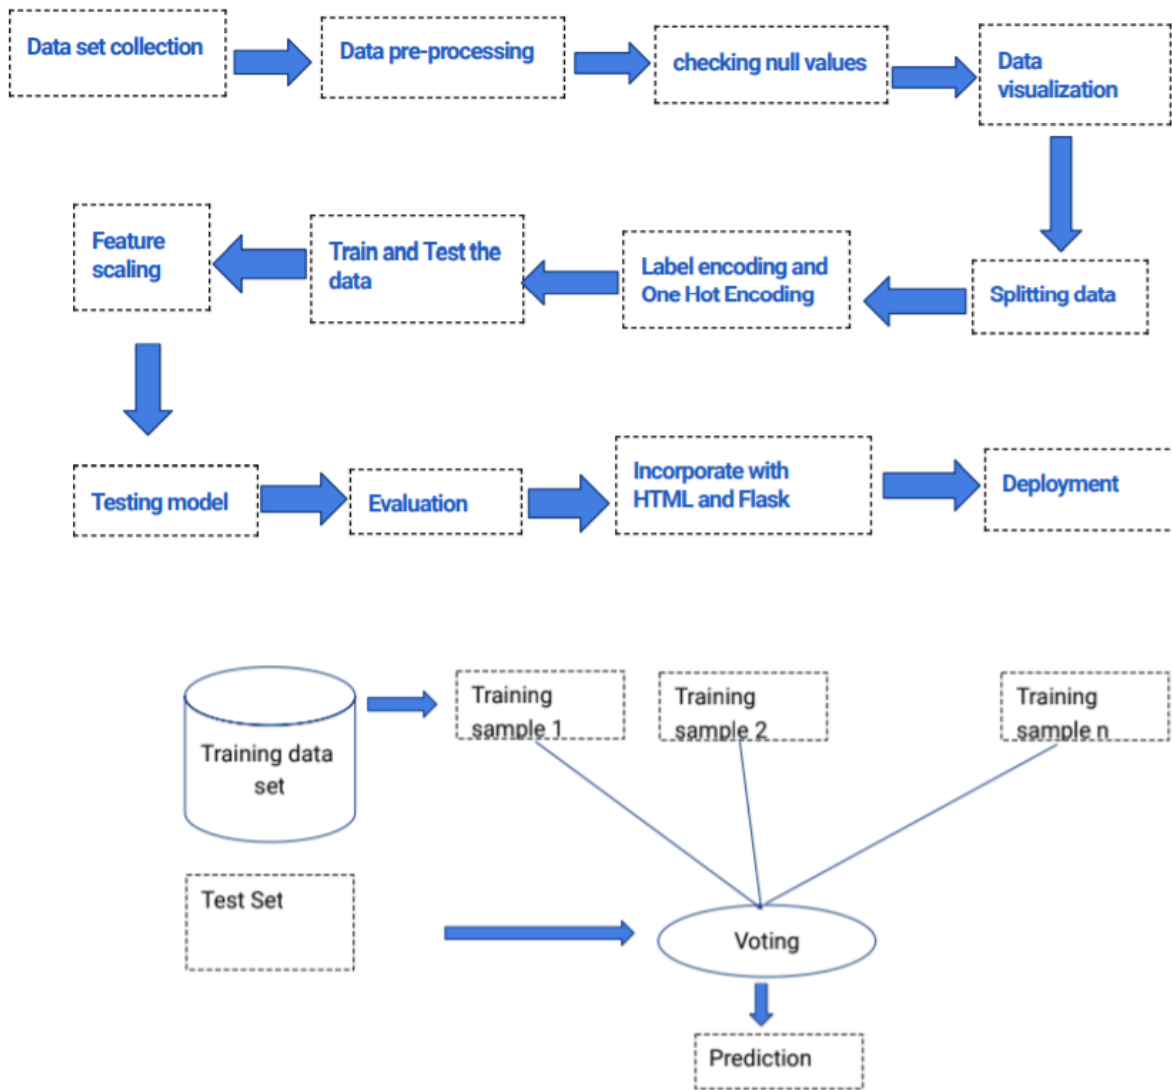 Data set collection
Data pre-processing
checking null values
Data
visualization
Splitting data
Label encoding and
One Hot Encoding
Train and Test the
data
Feature
scaling
Testing model
Evaluation
Incorporate with
HTML and Flask
Deployment
Training data
set
Training
sample 1
Training
sample 2
Training
sample n
Test Set
Voting
Prediction